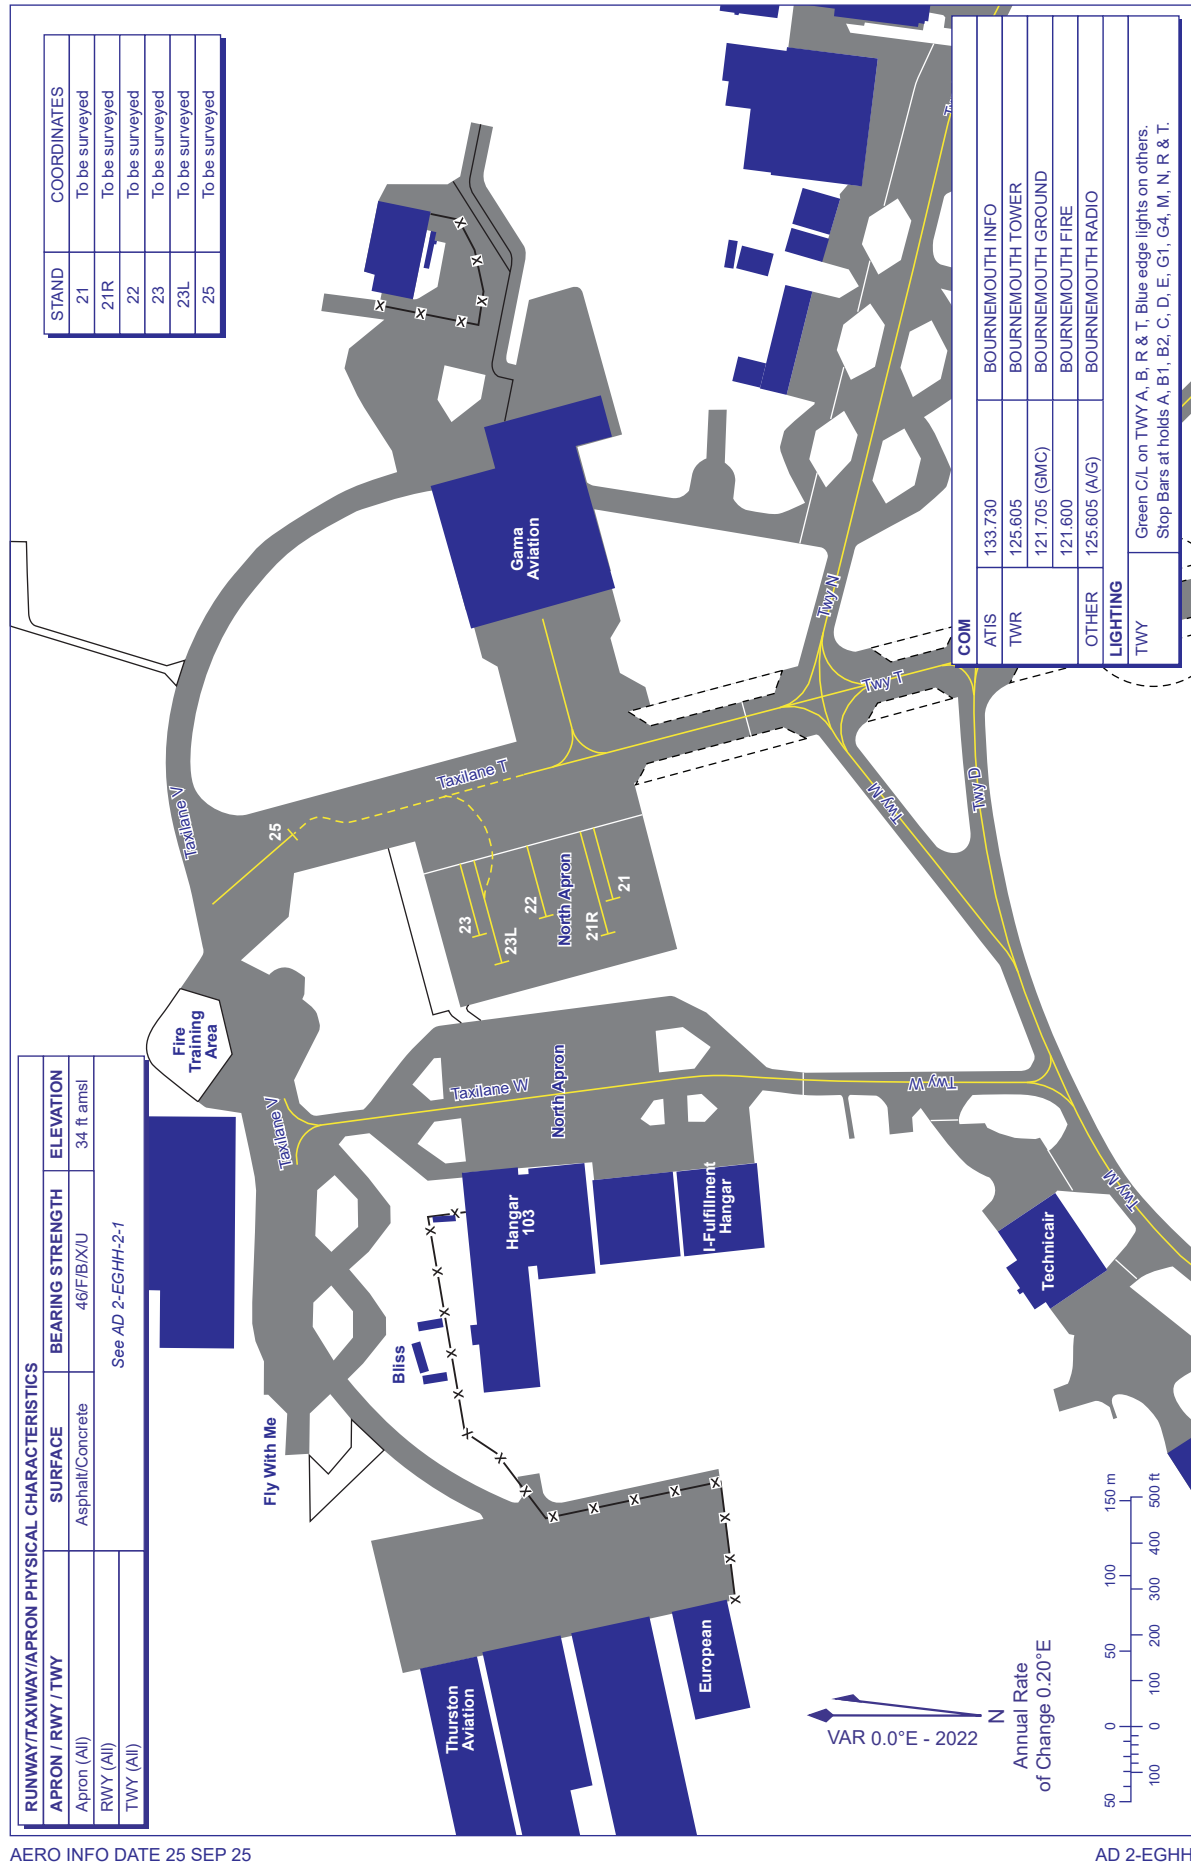 RUNWAY/TAXIWAY/APRON PHYSICAL CHARACTERISTICS
APRON / RWY / TWY SURFACE BEARING STRENGTH ELEVATION
Apron (All) Asphalt/Concrete 46/F/B/X/U 34 ft amsl
RWY (All)
TWY (All)
See AD 2-EGHH-2-1
STAND COORDINATES
21 To be surveyed
21R To be surveyed
22 To be surveyed
23 To be surveyed
23L To be surveyed
25 To be surveyed
Fire
Training
Area
Taxilane V
Taxilane V
Fly With Me
25
Taxilane T
Gama
Aviation
Bliss
Taxilane W
23
23L
22
North Apron
21R
21
North Apron
Hangar
103
I-Fulfillment
Hangar
Thurston
Aviation
European
Twy N
Twy T
Twy M
Twy D
Twy W
Twy M
Technicair
COM
ATIS 133.730 BOURNEMOUTH INFO
TWR 125.605 BOURNEMOUTH TOWER
121.705 (GMC) BOURNEMOUTH GROUND
121.600 BOURNEMOUTH FIRE
OTHER 125.605 (A/G) BOURNEMOUTH RADIO
LIGHTING
TWY Green C/L on TWY A, B, R & T, Blue edge lights on others.
Stop Bars at holds A, B1, B2, C, D, E, G1, G4, M, N, R & T.
VAR 0.0°E - 2022
N
Annual Rate
of Change 0.20°E
50 0 50 100 150 m
100 0 100 200 300 400 500 ft
AERO INFO DATE 25 SEP 25
AD 2-EGHH